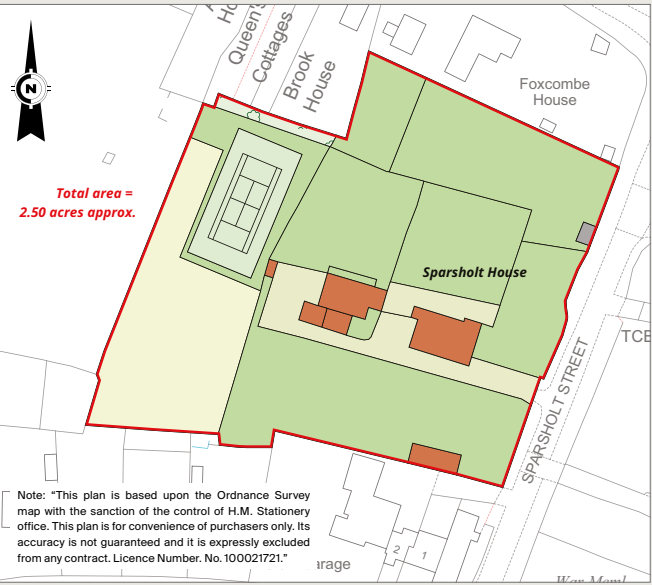 Ho
Queen's
Cottages
Brook
House
Foxcombe
House
N
Total area =
2.50 acres approx.
Sparsholt House
TCE
SPARSHOLT STREET
Note: “This plan is based upon the Ordnance Survey
map with the sanction of the control of H.M. Stationery
office. This plan is for convenience of purchasers only. Its
accuracy is not guaranteed and it is expressly excluded
from any contract. Licence Number. No. 100021721.”
2
1
arage
War Meml